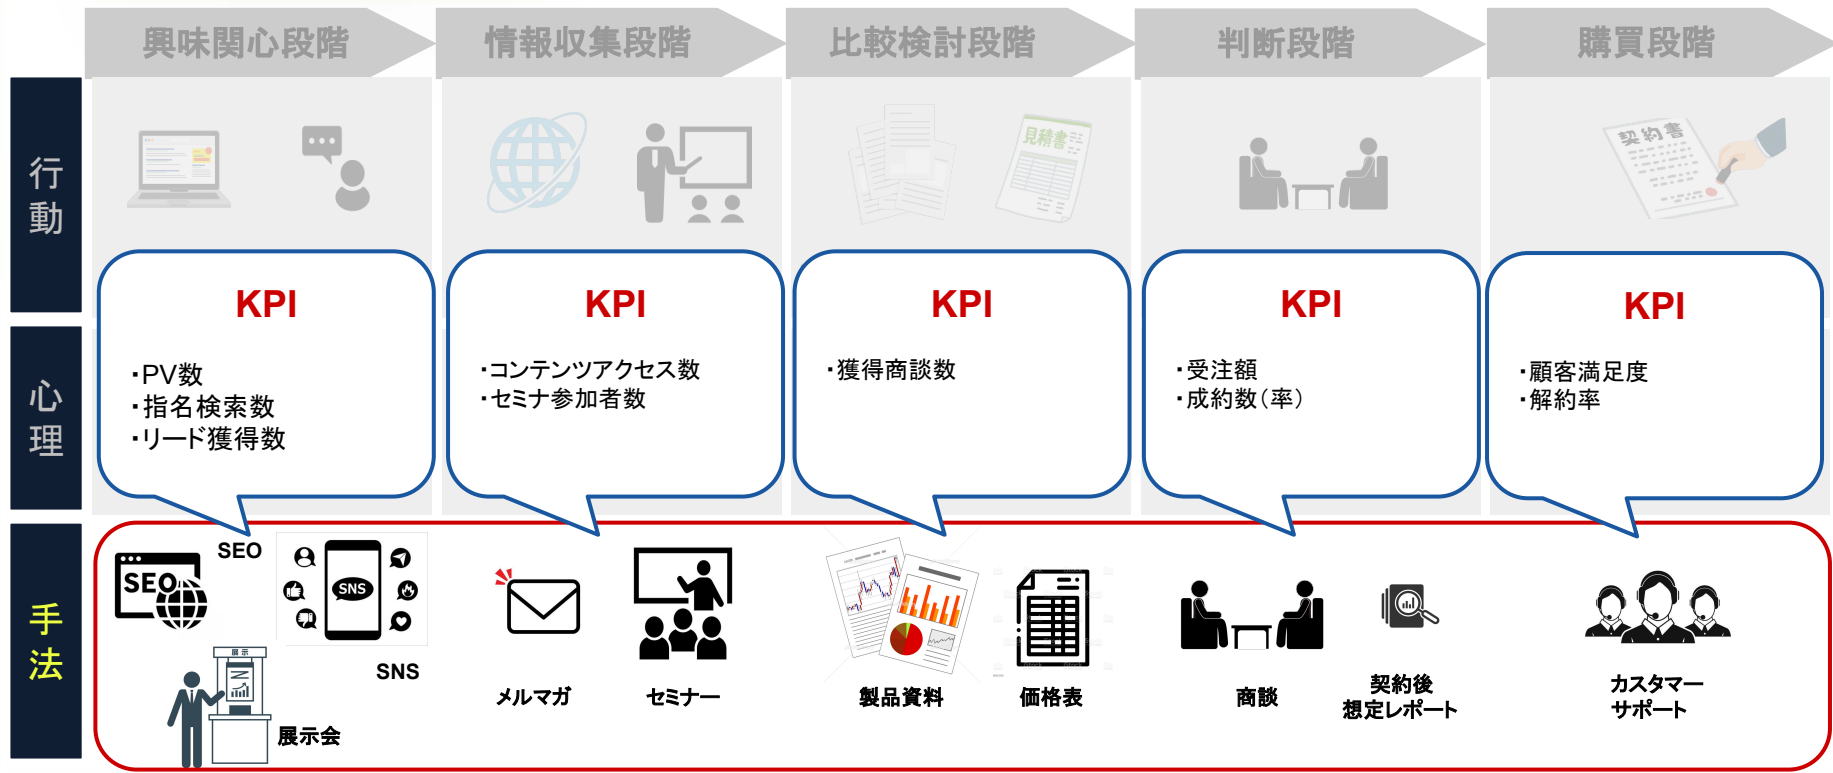 興味関心段階
情報収集段階
比較検討段階
判断段階
購買段階
行動
見積書
契約書
心理
KPI
・PV数
・指名検索数
・リード獲得数
KPI
・コンテンツアクセス数
・セミナ参加者数
KPI
・獲得商談数
KPI
・受注額
・成約数（率）
KPI
・顧客満足度
・解約率
手法
SEO
SEO
SNS
SNS
展示
展示会
メルマガ
セミナー
製品資料
価格表
商談
契約後
想定レポート
カスタマー
サポート